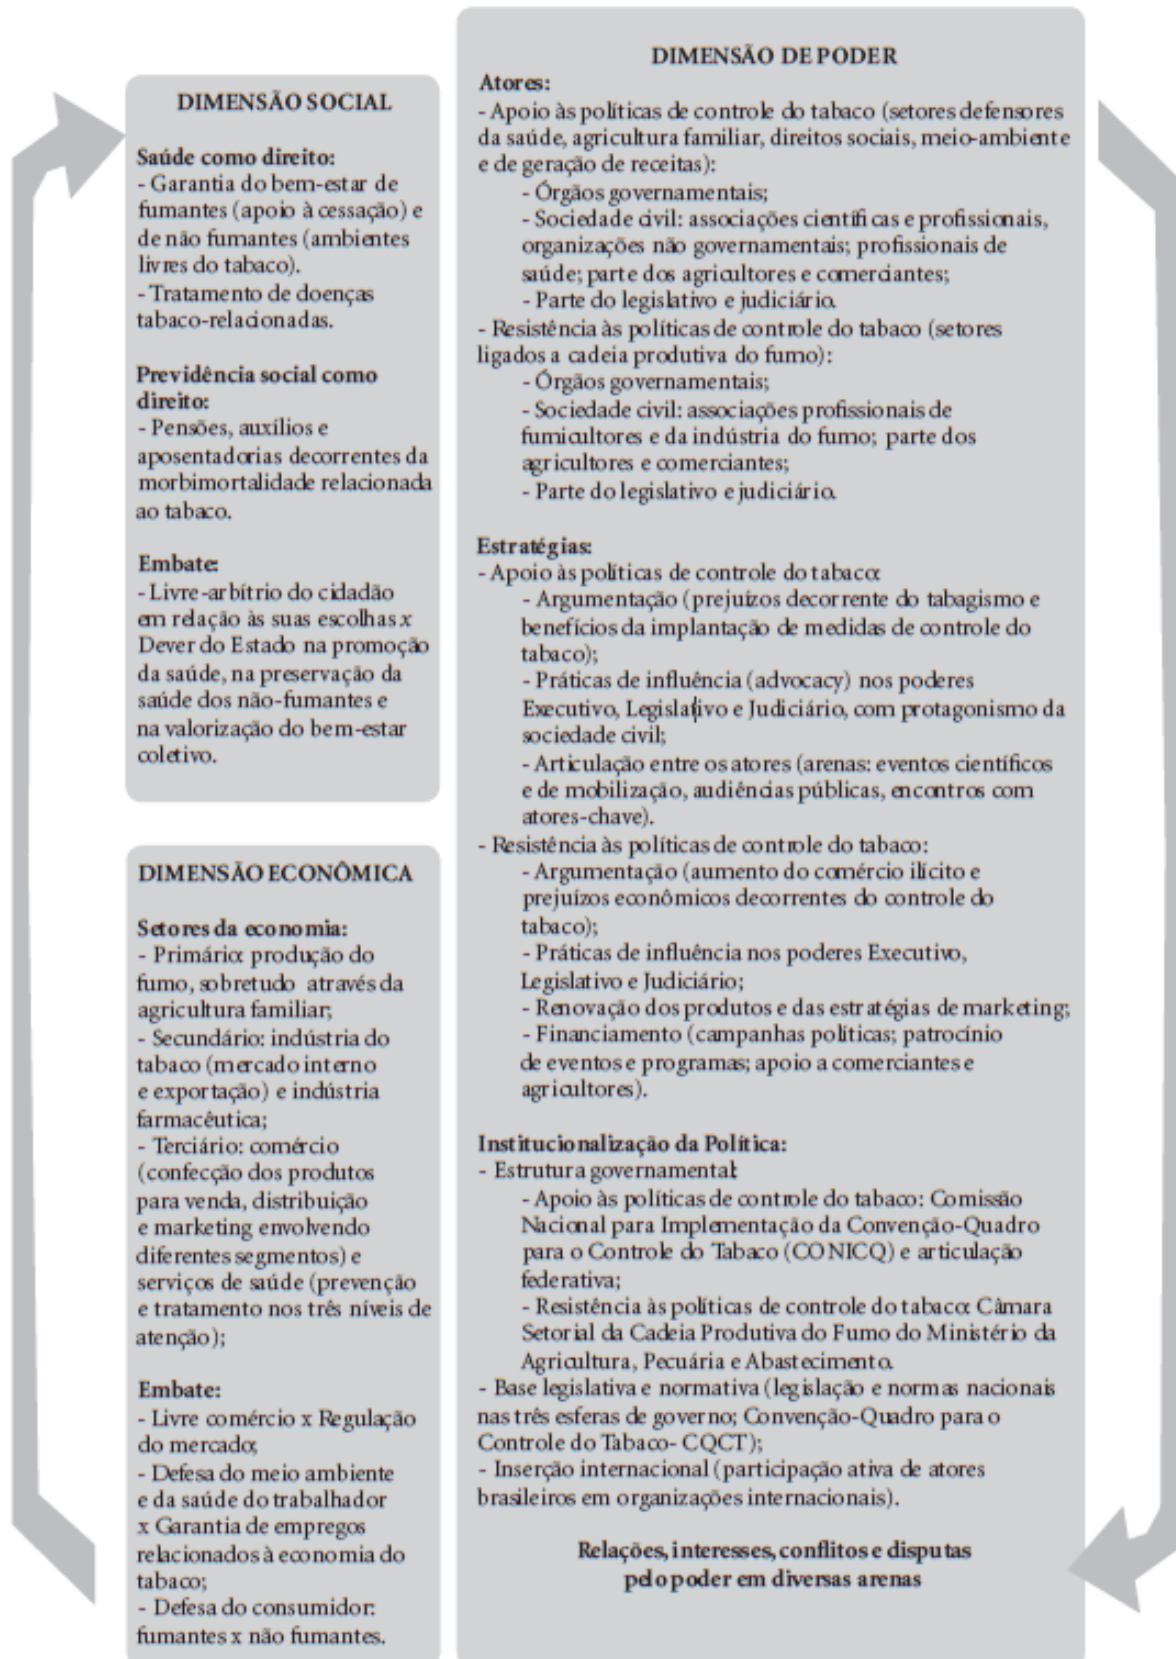 DIMENSÃO SOCIAL
Saúde como direito:
- Garantia do bem-estar de
fumantes (apoio à cessação) e
de não fumantes (ambientes
livres do tabaco).
- Tratamento de doenças
tabaco-relacionadas.
Previdência social como
direito:
- Pensões, auxílios e
aposentadorias decorrentes da
morbimortalidade relacionada
ao tabaco.
Embate:
- Livre-arbítrio do cidadão
em relação às suas escolhas x
Dever do Estado na promoção
da saúde, na preservação da
saúde dos não-fumantes e
na valorização do bem-estar
coletivo.
DIMENSÃO ECONÔMICA
Setores da economia:
- Primário: produção do
fumo, sobretudo através da
agricultura familiar;
- Secundário: indústria do
tabaco (mercado interno
e exportação) e indústria
farmacêutica;
- Terciário: comércio
(confecção dos produtos
para venda, distribuição
e marketing envolvendo
diferentes segmentos) e
serviços de saúde (prevenção
e tratamento nos três níveis de
atenção);
Embate:
- Livre comércio x Regulação
do mercado;
- Defesa do meio ambiente
e da saúde do trabalhador
x Garantia de empregos
relacionados à economia do
tabaco;
- Defesa do consumidor:
fumantes x não fumantes.
DIMENSÃO DE PODER
Atores:
- Apoio às políticas de controle do tabaco (setores defensores
da saúde, agricultura familiar, direitos sociais, meio-ambiente
e de geração de receitas):
- Órgãos governamentais;
- Sociedade civil: associações científicas e profissionais,
organizações não governamentais; profissionais de
saúde; parte dos agricultores e comerciantes;
- Parte do legislativo e judiciário.
- Resistência às políticas de controle do tabaco (setores
ligados a cadeia produtiva do fumo):
- Órgãos governamentais;
- Sociedade civil: associações profissionais de
fumicultores e da indústria do fumo; parte dos
agricultores e comerciantes;
- Parte do legislativo e judiciário.
Estratégias:
- Apoio às políticas de controle do tabaco:
- Argumentação (prejuízos decorrente do tabagismo e
benefícios da implantação de medidas de controle do
tabaco);
- Práticas de influência (advocacy) nos poderes
Executivo, Legislativo e Judiciário, com protagonismo da
sociedade civil;
- Articulação entre os atores (arenas: eventos científicos
e de mobilização, audiências públicas, encontros com
atores-chave).
- Resistência às políticas de controle do tabaco:
- Argumentação (aumento do comércio ilícito e
prejuízos econômicos decorrentes do controle do
tabaco);
- Práticas de influência nos poderes Executivo,
Legislativo e Judiciário;
- Renovação dos produtos e das estratégias de marketing;
- Financiamento (campanhas políticas; patrocínio
de eventos e programas; apoio a comerciantes e
agricultores).
Institucionalização da Política:
- Estrutura governamental:
- Apoio às políticas de controle do tabaco: Comissão
Nacional para Implementação da Convenção-Quadro
para o Controle do Tabaco (CONICQ) e articulação
federativa;
- Resistência às políticas de controle do tabaco: Câmara
Setorial da Cadeia Produtiva do Fumo do Ministério da
Agricultura, Pecuária e Abastecimento.
- Base legislativa e normativa (legislação e normas nacionais
nas três esferas de governo; Convenção-Quadro para o
Controle do Tabaco- CQCT);
- Inserção internacional (participação ativa de atores
brasileiros em organizações internacionais).
Relações, interesses, conflitos e disputas
pelo poder em diversas arenas